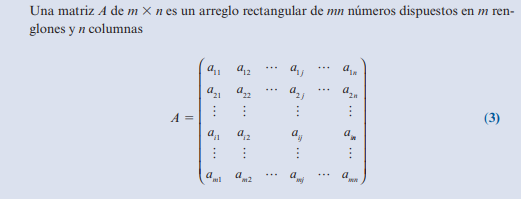 Una matriz A de m × n es un arreglo rectangular de mn números dispuestos en m ren-
glones y n columnas
a₁₁ a₁₂ ⋯ a₁ⱼ ⋯ a₁ₙ
a₂₁ a₂₂ ⋯ a₂ⱼ ⋯ a₂ₙ
⋮ ⋮ ⋮ ⋮
A = aᵢ₁ aᵢ₂ aᵢⱼ aᵢₙ (3)
⋮ ⋮ ⋮ ⋮
aₘ₁ aₘ₂ ⋯ aₘⱼ ⋯ aₘₙ